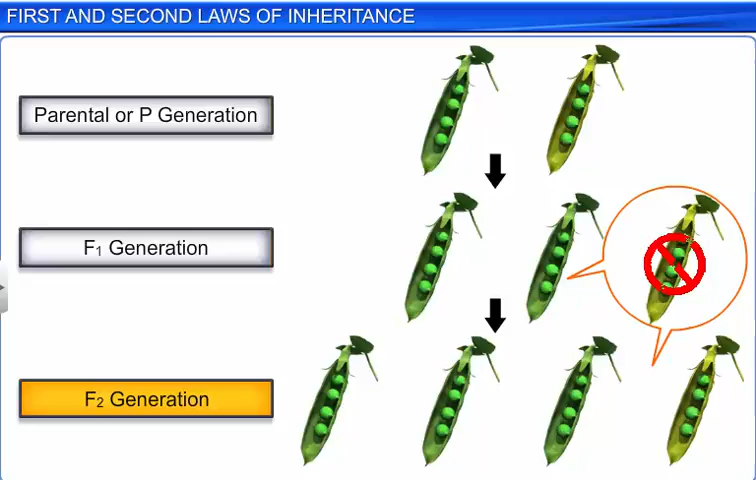 FIRST AND SECOND LAWS OF INHERITANCE
Parental or P Generation
F₁ Generation
F₂ Generation